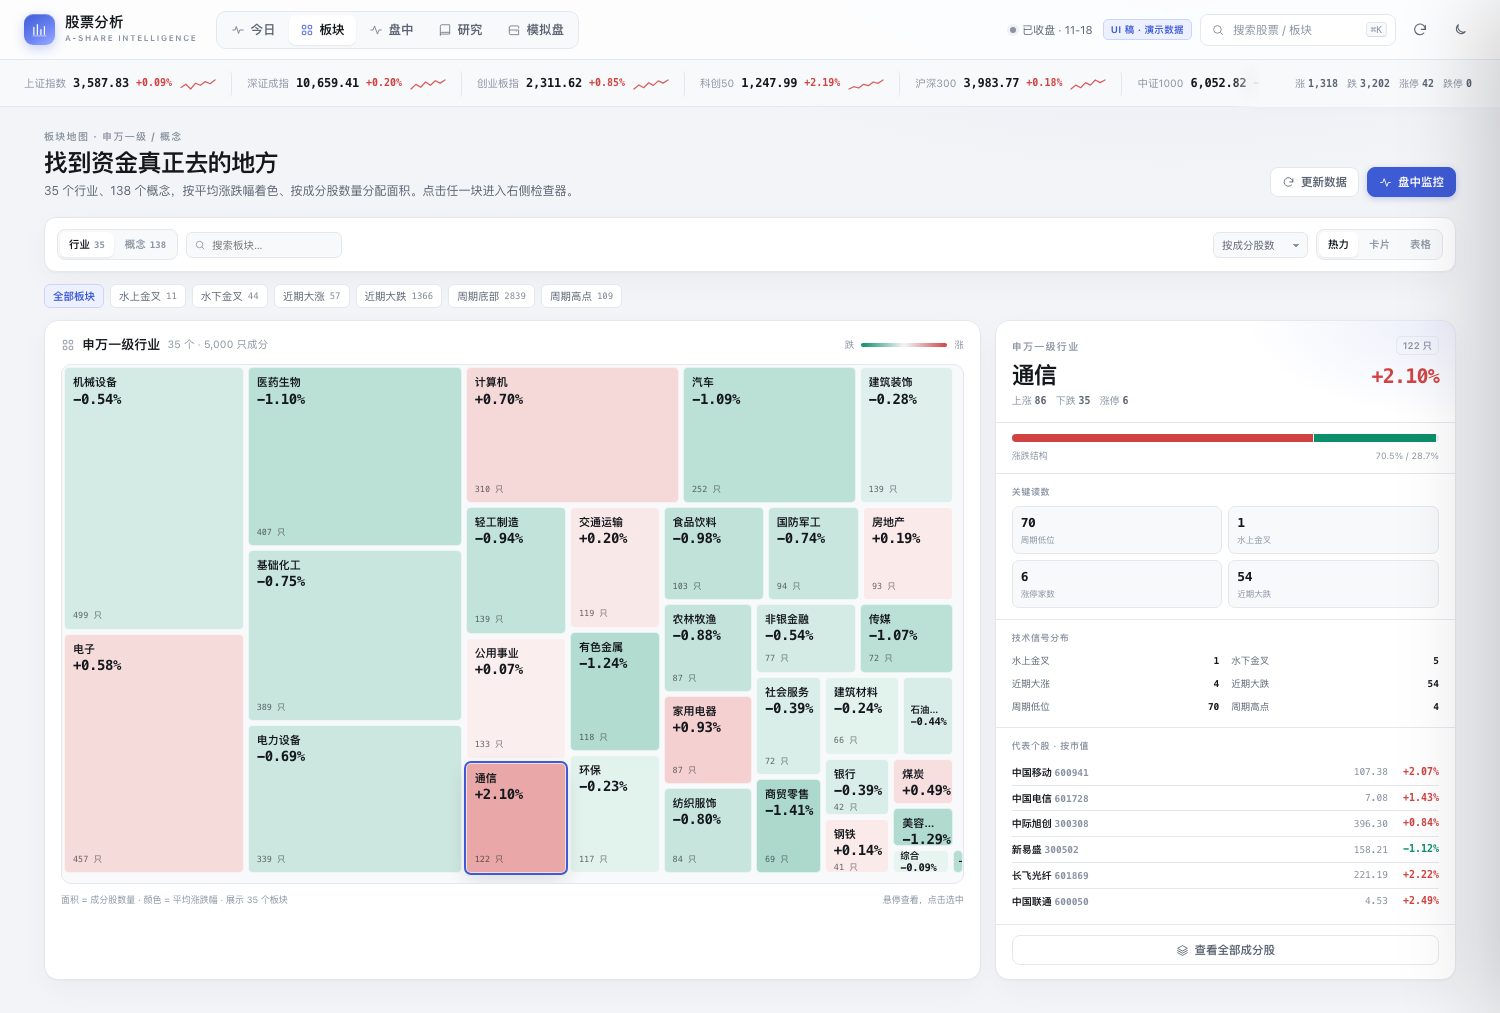 股票分析
A-SHARE INTELLIGENCE
今日 板块 盘中 研究 模拟盘
已收盘 · 11-18 UI 稿 · 演示数据 搜索股票 / 板块 ⌘K
上证指数 3,587.83 +0.09% 深证成指 10,659.41 +0.20% 创业板指 2,311.62 +0.85% 科创50 1,247.99 +2.19% 沪深300 3,983.77 +0.18% 中证1000 6,052.82 涨 1,318 跌 3,202 涨停 42 跌停 0
板块地图 · 申万一级 / 概念
找到资金真正去的地方
35 个行业、138 个概念，按平均涨跌幅着色、按成分股数量分配面积。点击任一块进入右侧检查器。
更新数据 盘中监控
行业 35 概念 138 搜索板块... 按成分股数 热力 卡片 表格
全部板块 水上金叉 11 水下金叉 44 近期大涨 57 近期大跌 1366 周期底部 2839 周期高点 109
申万一级行业 35 个 · 5,000 只成分 跌 涨
机械设备
−0.54%
499 只
电子
+0.58%
457 只
医药生物
−1.10%
407 只
基础化工
−0.75%
389 只
电力设备
−0.69%
339 只
计算机
+0.70%
310 只
汽车
−1.09%
252 只
建筑装饰
−0.28%
139 只
轻工制造
−0.94%
139 只
公用事业
+0.07%
133 只
通信
+2.10%
122 只
交通运输
+0.20%
119 只
有色金属
−1.24%
118 只
环保
−0.23%
117 只
食品饮料
−0.98%
103 只
国防军工
−0.74%
94 只
房地产
+0.19%
93 只
农林牧渔
−0.88%
87 只
家用电器
+0.93%
87 只
纺织服饰
−0.80%
84 只
非银金融
−0.54%
77 只
传媒
−1.07%
72 只
社会服务
−0.39%
72 只
商贸零售
−1.41%
69 只
建筑材料
−0.24%
66 只
石油...
−0.44%
银行
−0.39%
42 只
钢铁
+0.14%
41 只
煤炭
+0.49%
美容...
−1.29%
综合
−0.09%
面积 = 成分股数量 · 颜色 = 平均涨跌幅 · 展示 35 个板块 悬停查看，点击选中
申万一级行业 122 只
通信 +2.10%
上涨 86 下跌 35 涨停 6
涨跌结构 70.5% / 28.7%
关键读数
70
周期低位
1
水上金叉
6
涨停家数
54
近期大跌
技术信号分布
水上金叉 1 水下金叉 5
近期大涨 4 近期大跌 54
周期低位 70 周期高点 4
代表个股 · 按市值
中国移动 600941 107.38 +2.07%
中国电信 601728 7.08 +1.43%
中际旭创 300308 396.30 +0.84%
新易盛 300502 158.21 −1.12%
长飞光纤 601869 221.19 +2.22%
中国联通 600050 4.53 +2.49%
查看全部成分股